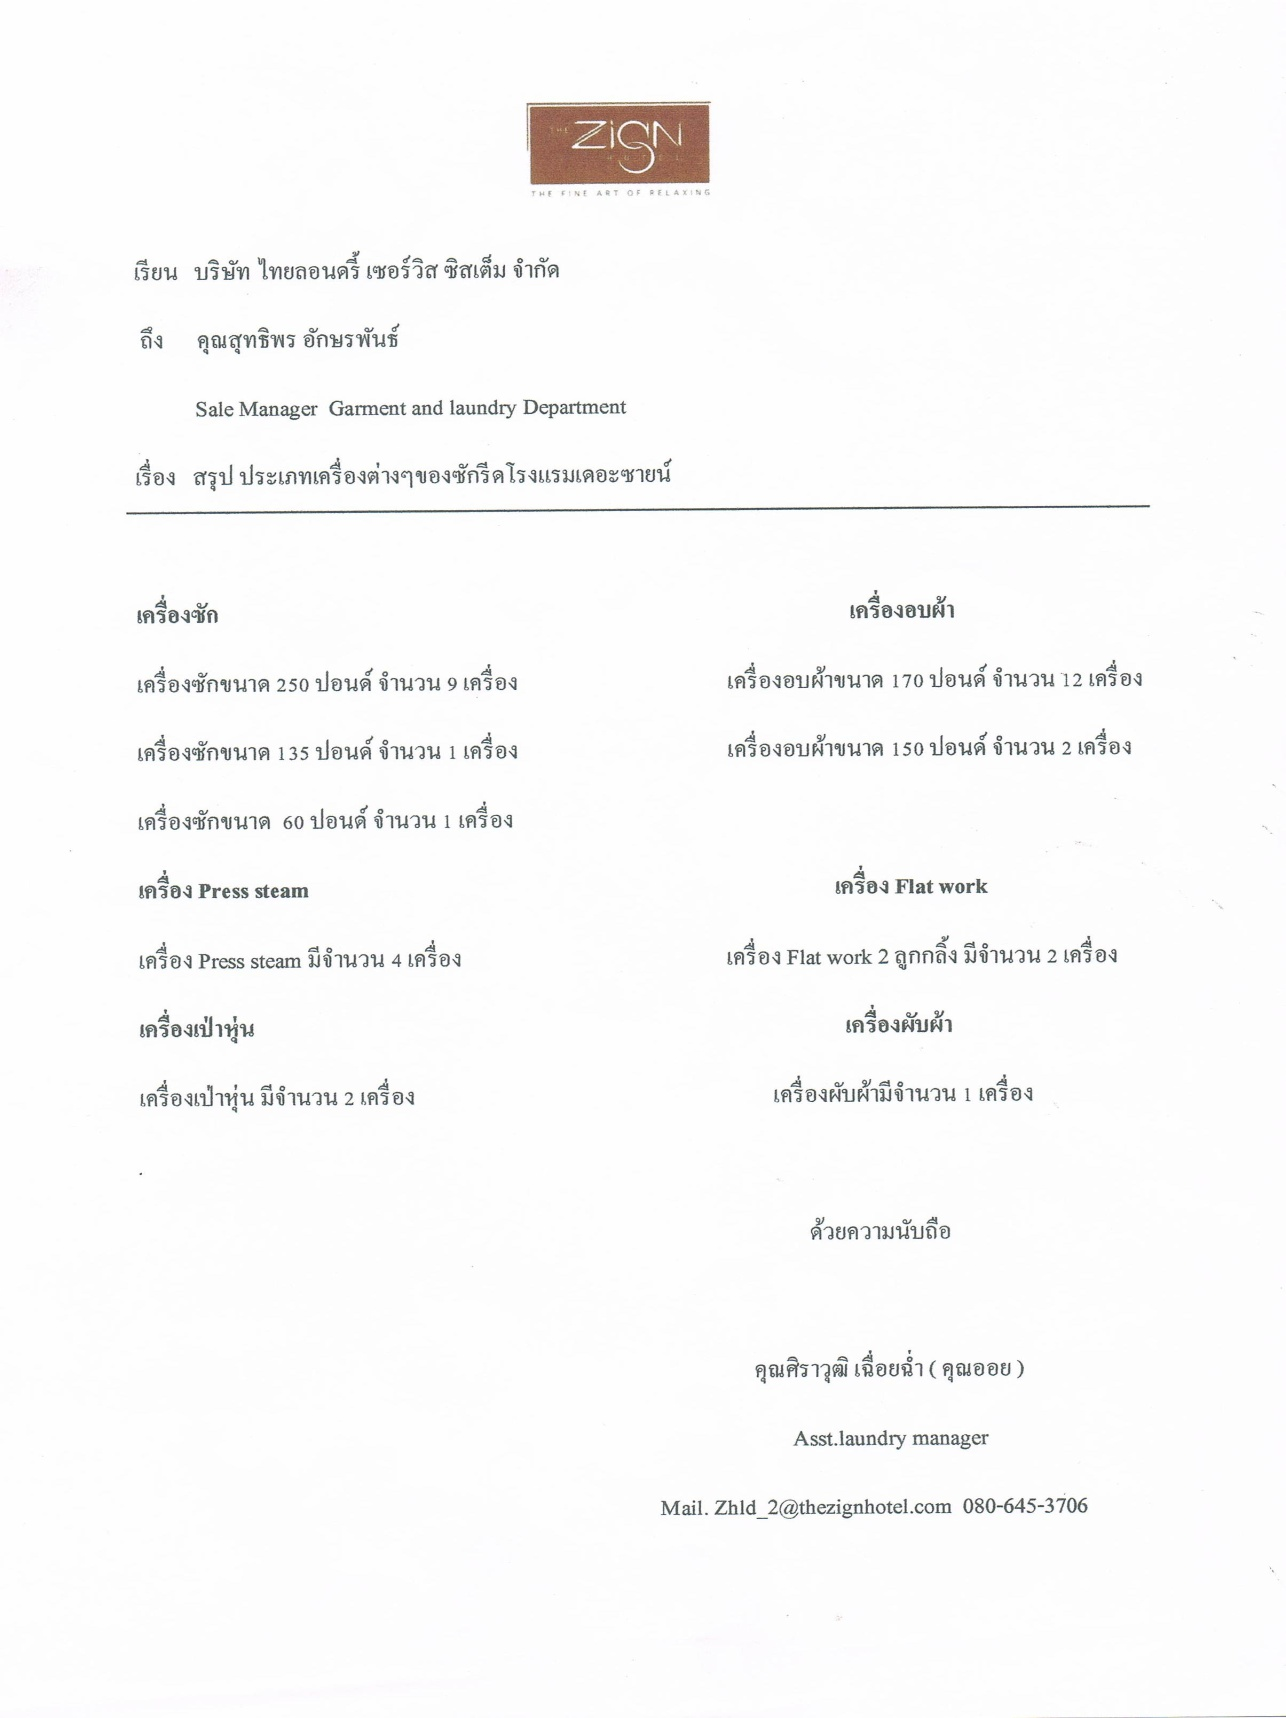 THE ZIGN
HOTEL
THE FINE ART OF RELAXING
เรียน บริษัท ไทยลอนดรี้ เซอร์วิส ซิสเต็ม จำกัด
ถึง คุณสุทธิพร อักษรพันธ์
Sale Manager Garment and laundry Department
เรื่อง สรุป ประเภทเครื่องต่างๆของซักรีดโรงแรมเดอะซายน์
เครื่องซัก เครื่องอบผ้า
เครื่องซักขนาด 250 ปอนด์ จำนวน 9 เครื่อง เครื่องอบผ้าขนาด 170 ปอนด์ จำนวน 12 เครื่อง
เครื่องซักขนาด 135 ปอนด์ จำนวน 1 เครื่อง เครื่องอบผ้าขนาด 150 ปอนด์ จำนวน 2 เครื่อง
เครื่องซักขนาด 60 ปอนด์ จำนวน 1 เครื่อง
เครื่อง Press steam เครื่อง Flat work
เครื่อง Press steam มีจำนวน 4 เครื่อง เครื่อง Flat work 2 ลูกกลิ้ง มีจำนวน 2 เครื่อง
เครื่องเป่าหุ่น เครื่องผับผ้า
เครื่องเป่าหุ่น มีจำนวน 2 เครื่อง เครื่องผับผ้ามีจำนวน 1 เครื่อง
ด้วยความนับถือ
คุณศิราวุฒิ เฉื่อยฉ่ำ ( คุณออย )
Asst.laundry manager
Mail. Zhld_2@thezignhotel.com 080-645-3706